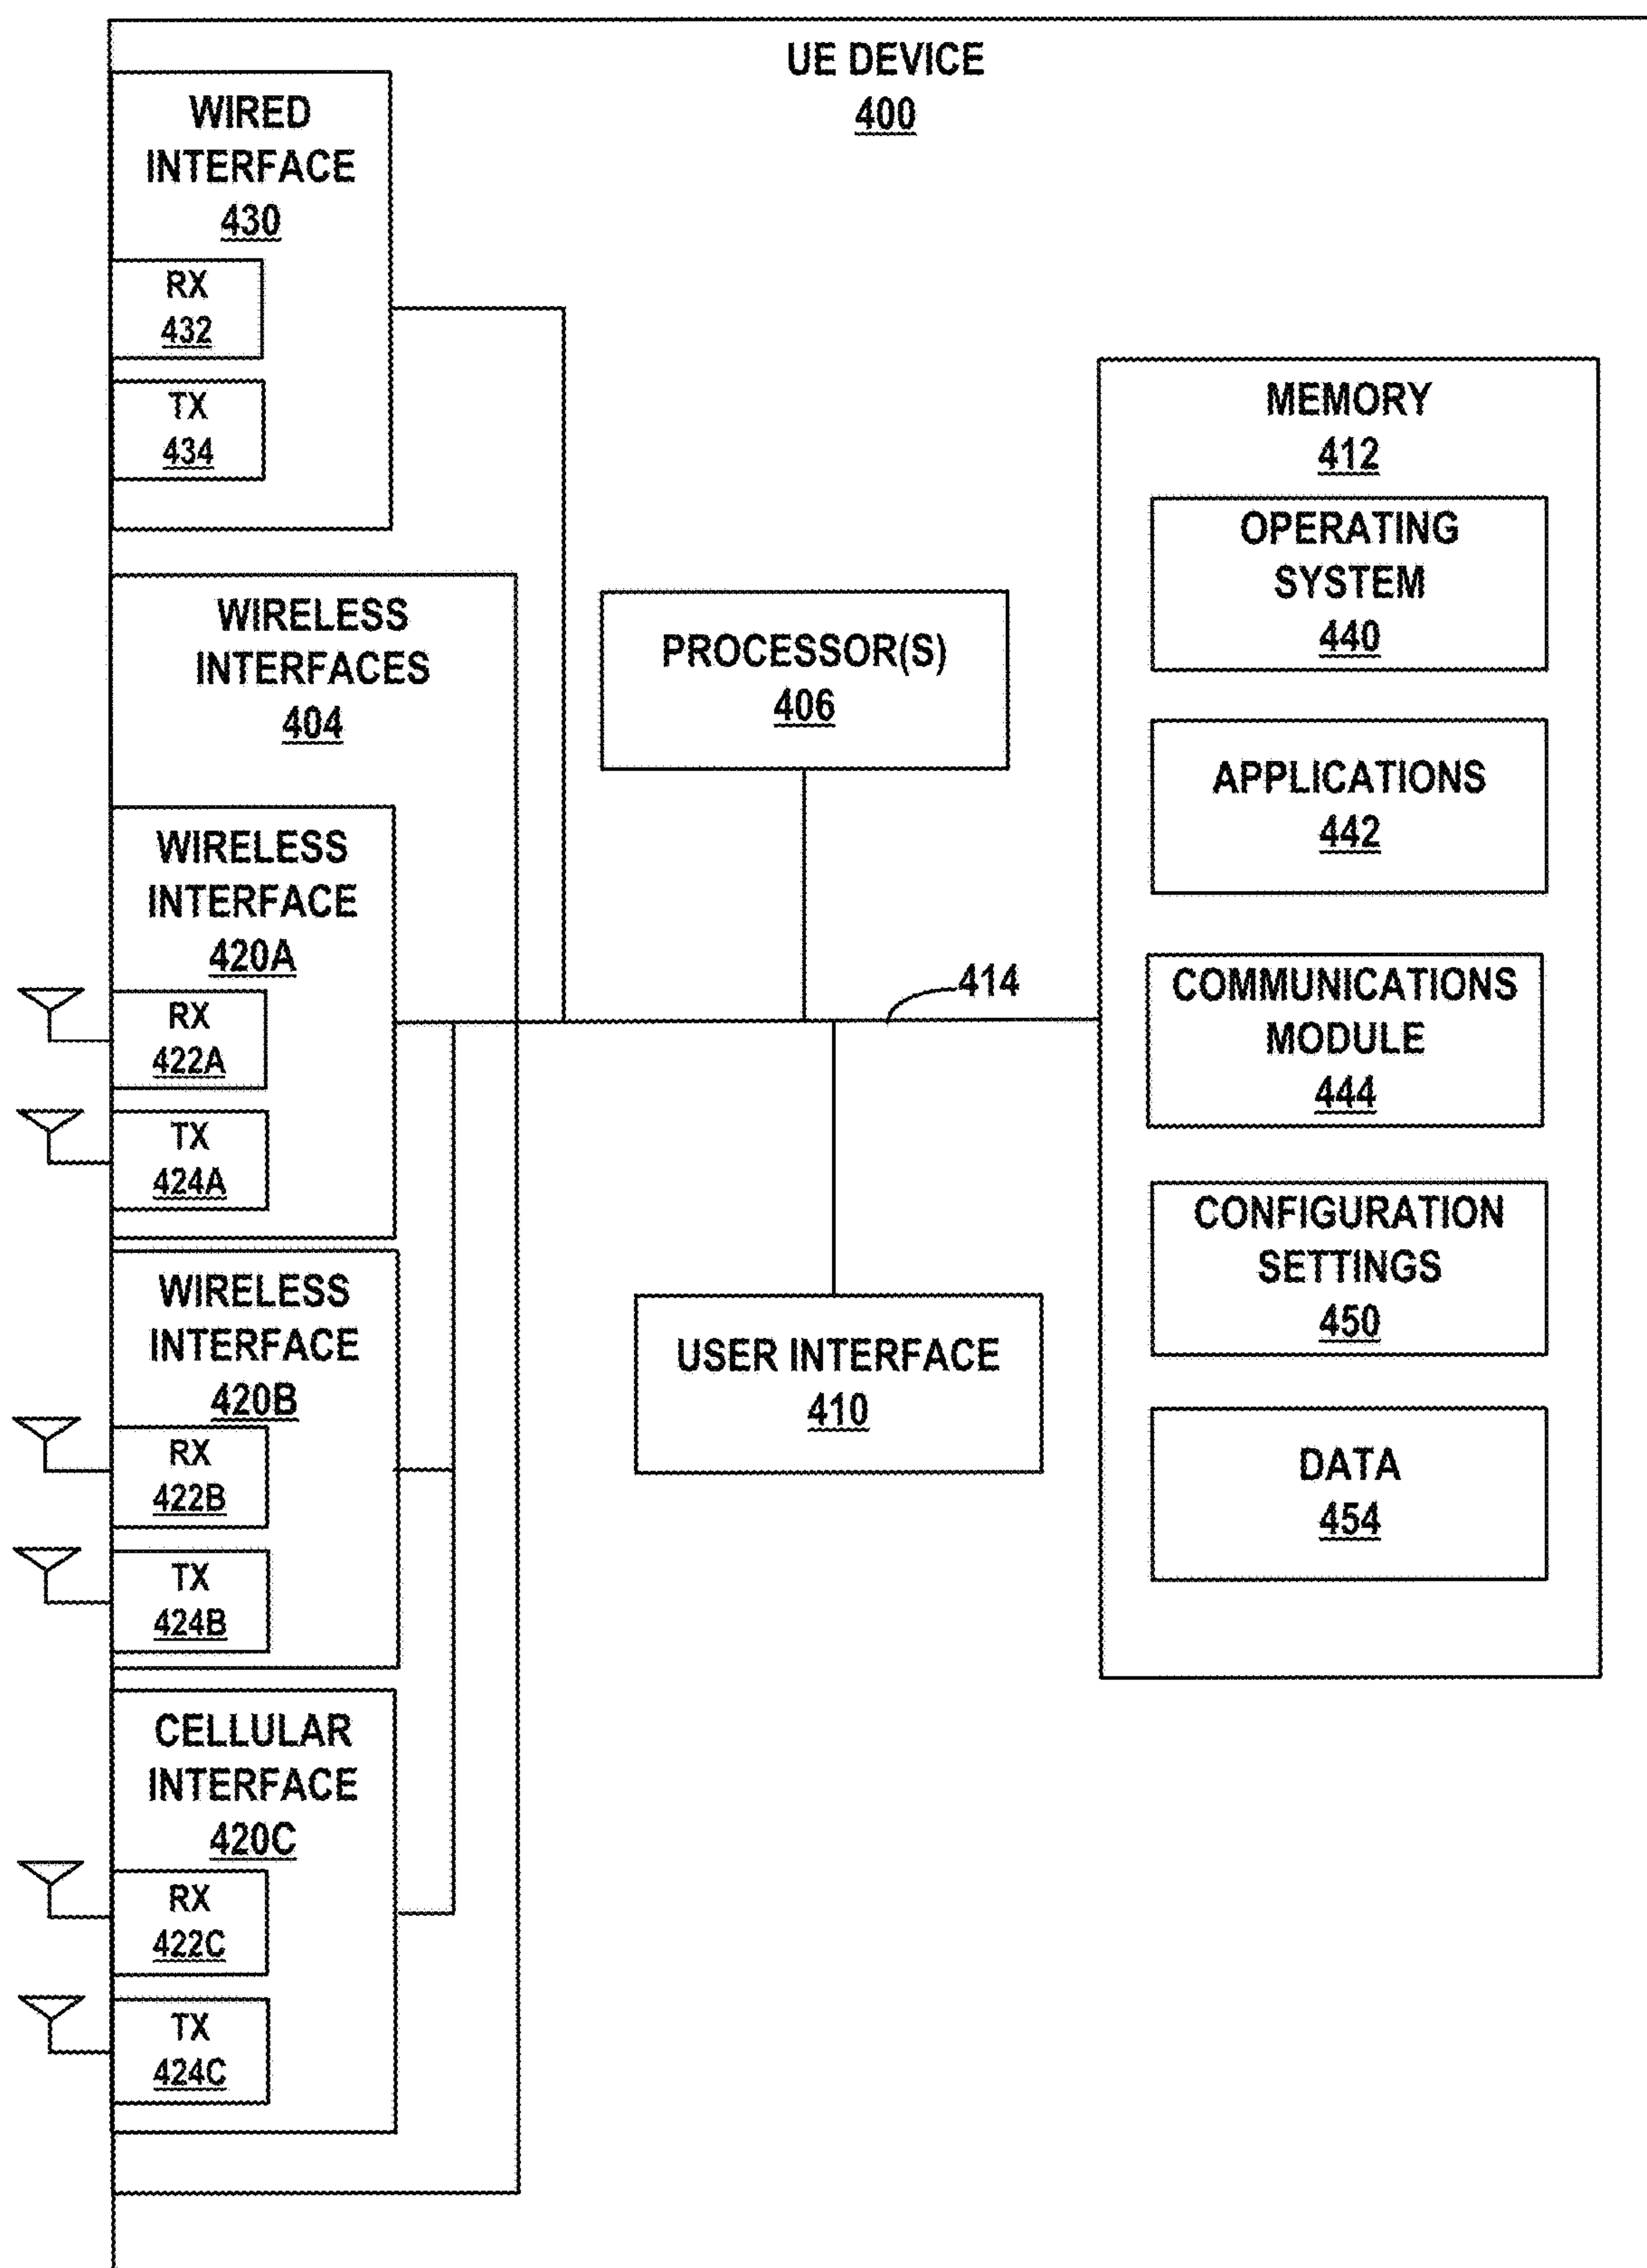 UE DEVICE
400
WIRED
INTERFACE
430
RX
432
TX
434
WIRELESS
INTERFACES
404
WIRELESS
INTERFACE
420A
RX
422A
TX
424A
WIRELESS
INTERFACE
420B
RX
422B
TX
424B
CELLULAR
INTERFACE
420C
RX
422C
TX
424C
PROCESSOR(S)
406
414
USER INTERFACE
410
MEMORY
412
OPERATING
SYSTEM
440
APPLICATIONS
442
COMMUNICATIONS
MODULE
444
CONFIGURATION
SETTINGS
450
DATA
454